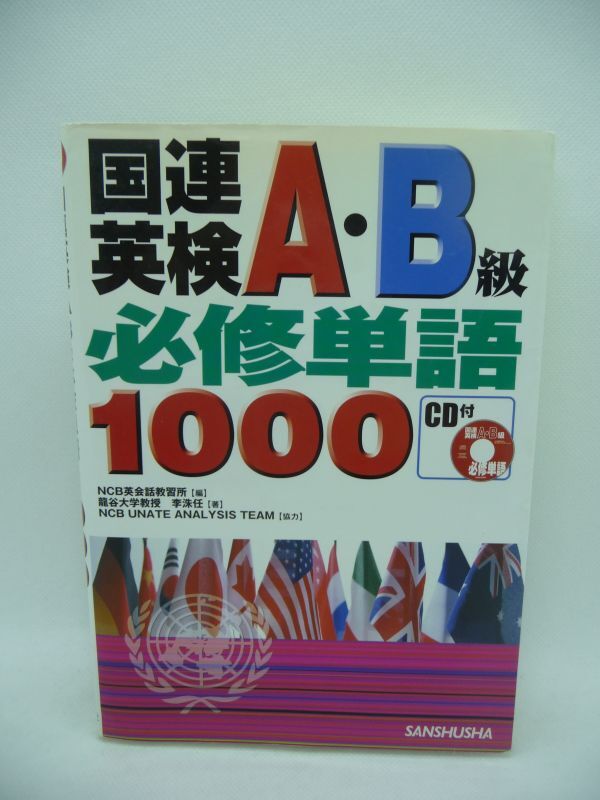 国連
英検A・B級
必修単語
1000
CD付
国連
英検A・B級
必修単語
NCB英会話教習所【編】
龍谷大学教授 李洙任【著】
NCB UNATE ANALYSIS TEAM【協力】
SANSHUSHA